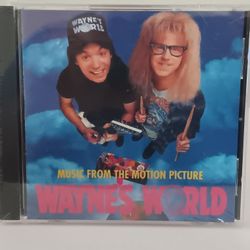 WAYNE'S
WORLD
MUSIC FROM THE MOTION PICTURE
WAYNE'S WORLD